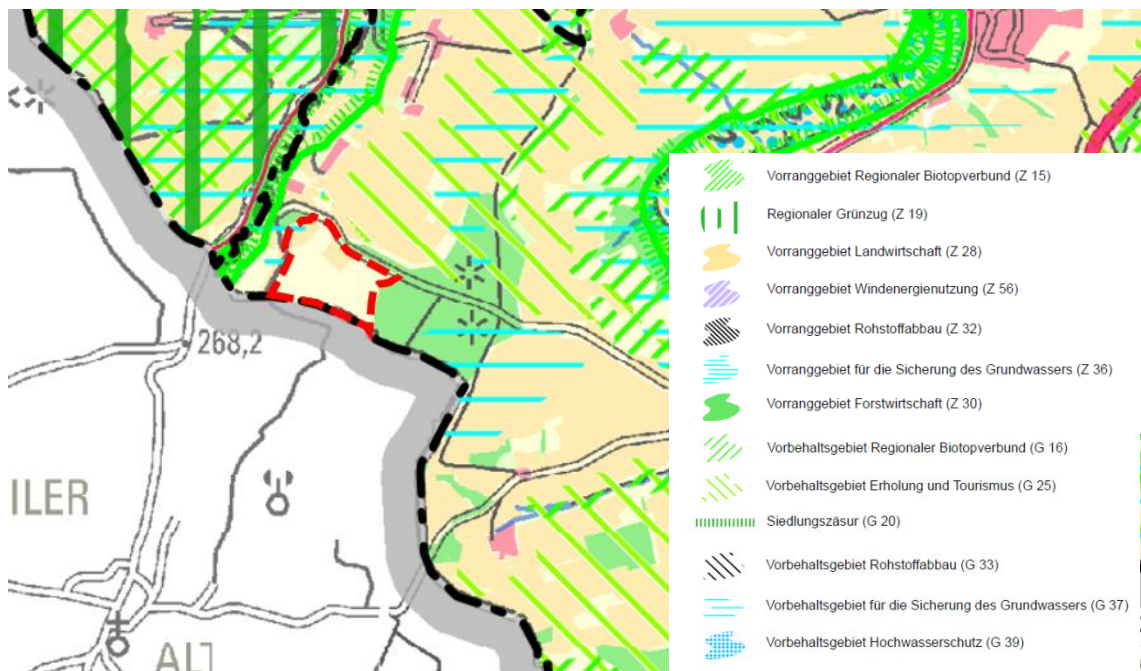 268,2
ILER
ALT
Vorranggebiet Regionaler Biotopverbund (Z 15)
Regionaler Grünzug (Z 19)
Vorranggebiet Landwirtschaft (Z 28)
Vorranggebiet Windenergienutzung (Z 56)
Vorranggebiet Rohstoffabbau (Z 32)
Vorranggebiet für die Sicherung des Grundwassers (Z 36)
Vorranggebiet Forstwirtschaft (Z 30)
Vorbehaltsgebiet Regionaler Biotopverbund (G 16)
Vorbehaltsgebiet Erholung und Tourismus (G 25)
Siedlungszäsur (G 20)
Vorbehaltsgebiet Rohstoffabbau (G 33)
Vorbehaltsgebiet für die Sicherung des Grundwassers (G 37)
Vorbehaltsgebiet Hochwasserschutz (G 39)